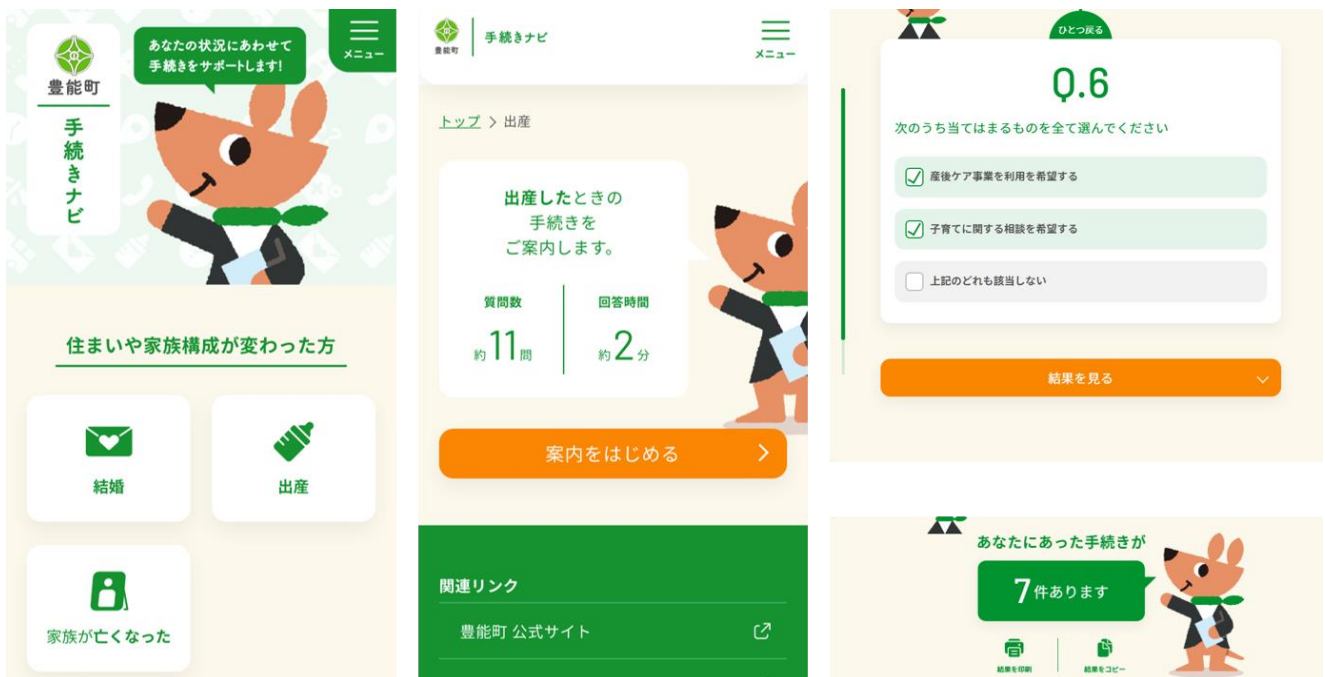 豊能町
手続きナビ
あなたの状況にあわせて
手続きをサポートします!
メニュー
住まいや家族構成が変わった方
結婚
出産
家族が亡くなった
豊能町
手続きナビ
メニュー
トップ > 出産
出産したときの
手続きを
ご案内します。
質問数
約11問
回答時間
約2分
案内をはじめる
関連リンク
豊能町 公式サイト
ひとつ戻る
Q.6
次のうち当てはまるものを全て選んでください
産後ケア事業を利用を希望する
子育てに関する相談を希望する
上記のどれも該当しない
結果を見る
あなたにあった手続きが
7件あります
結果を印刷
結果をコピー